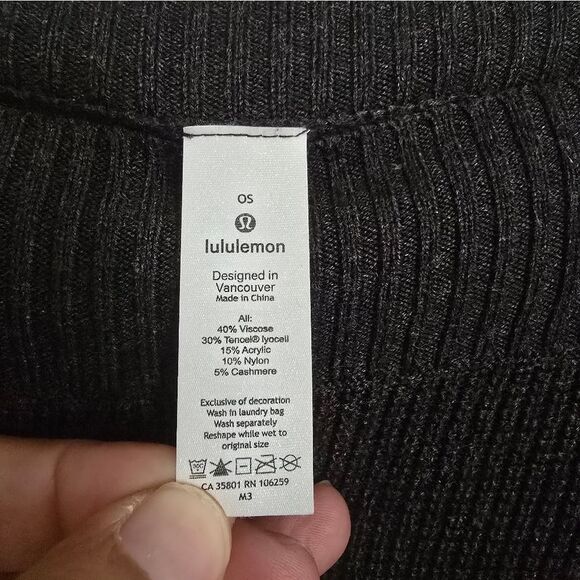 OS
lululemon
Designed in
Vancouver
Made in China
All:
40% Viscose
30% Tencel® lyocell
15% Acrylic
10% Nylon
5% Cashmere
Exclusive of decoration
Wash in laundry bag
Wash separately
Reshape while wet to
original size
30C
CA 35801 RN 106259
M3